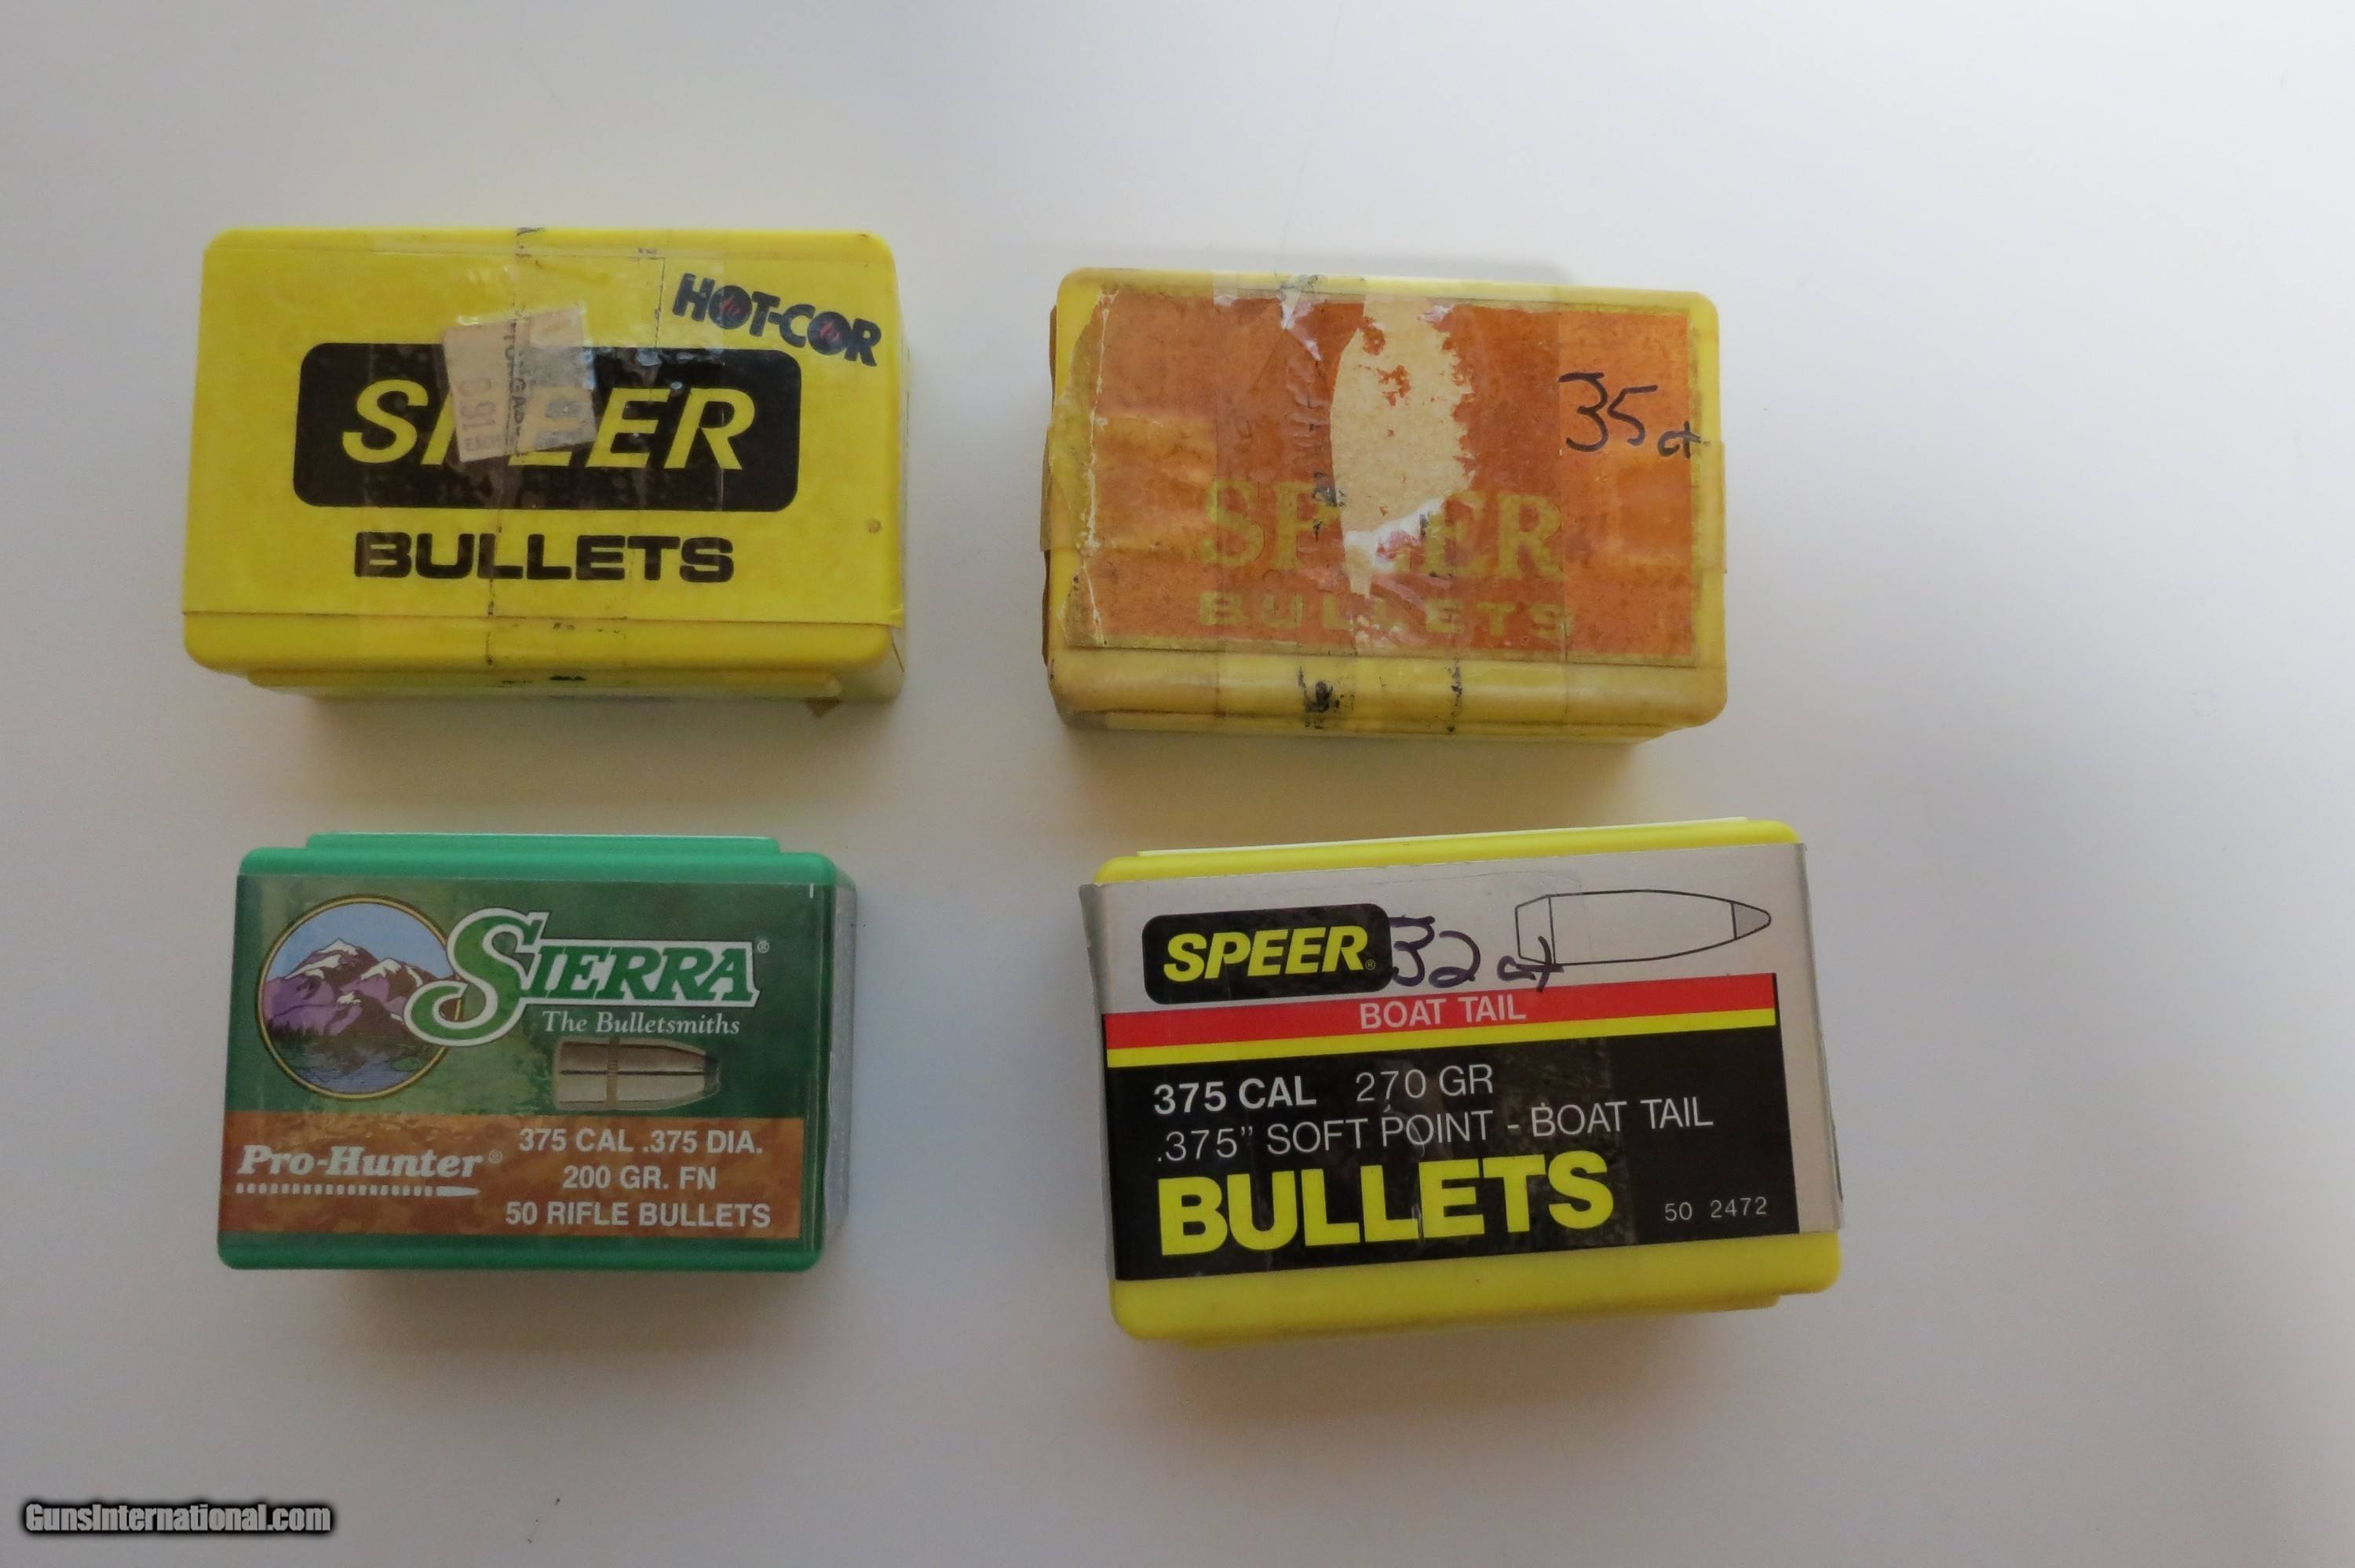 HOT-COR
SPEER
BULLETS
35 ct
SPEER
BULLETS
SIERRA®
The Bulletsmiths
Pro-Hunter®
375 CAL .375 DIA.
200 GR. FN
50 RIFLE BULLETS
SPEER® 32 ct
BOAT TAIL
375 CAL 270 GR
.375" SOFT POINT - BOAT TAIL
BULLETS
50 2472
GunsInternational.com